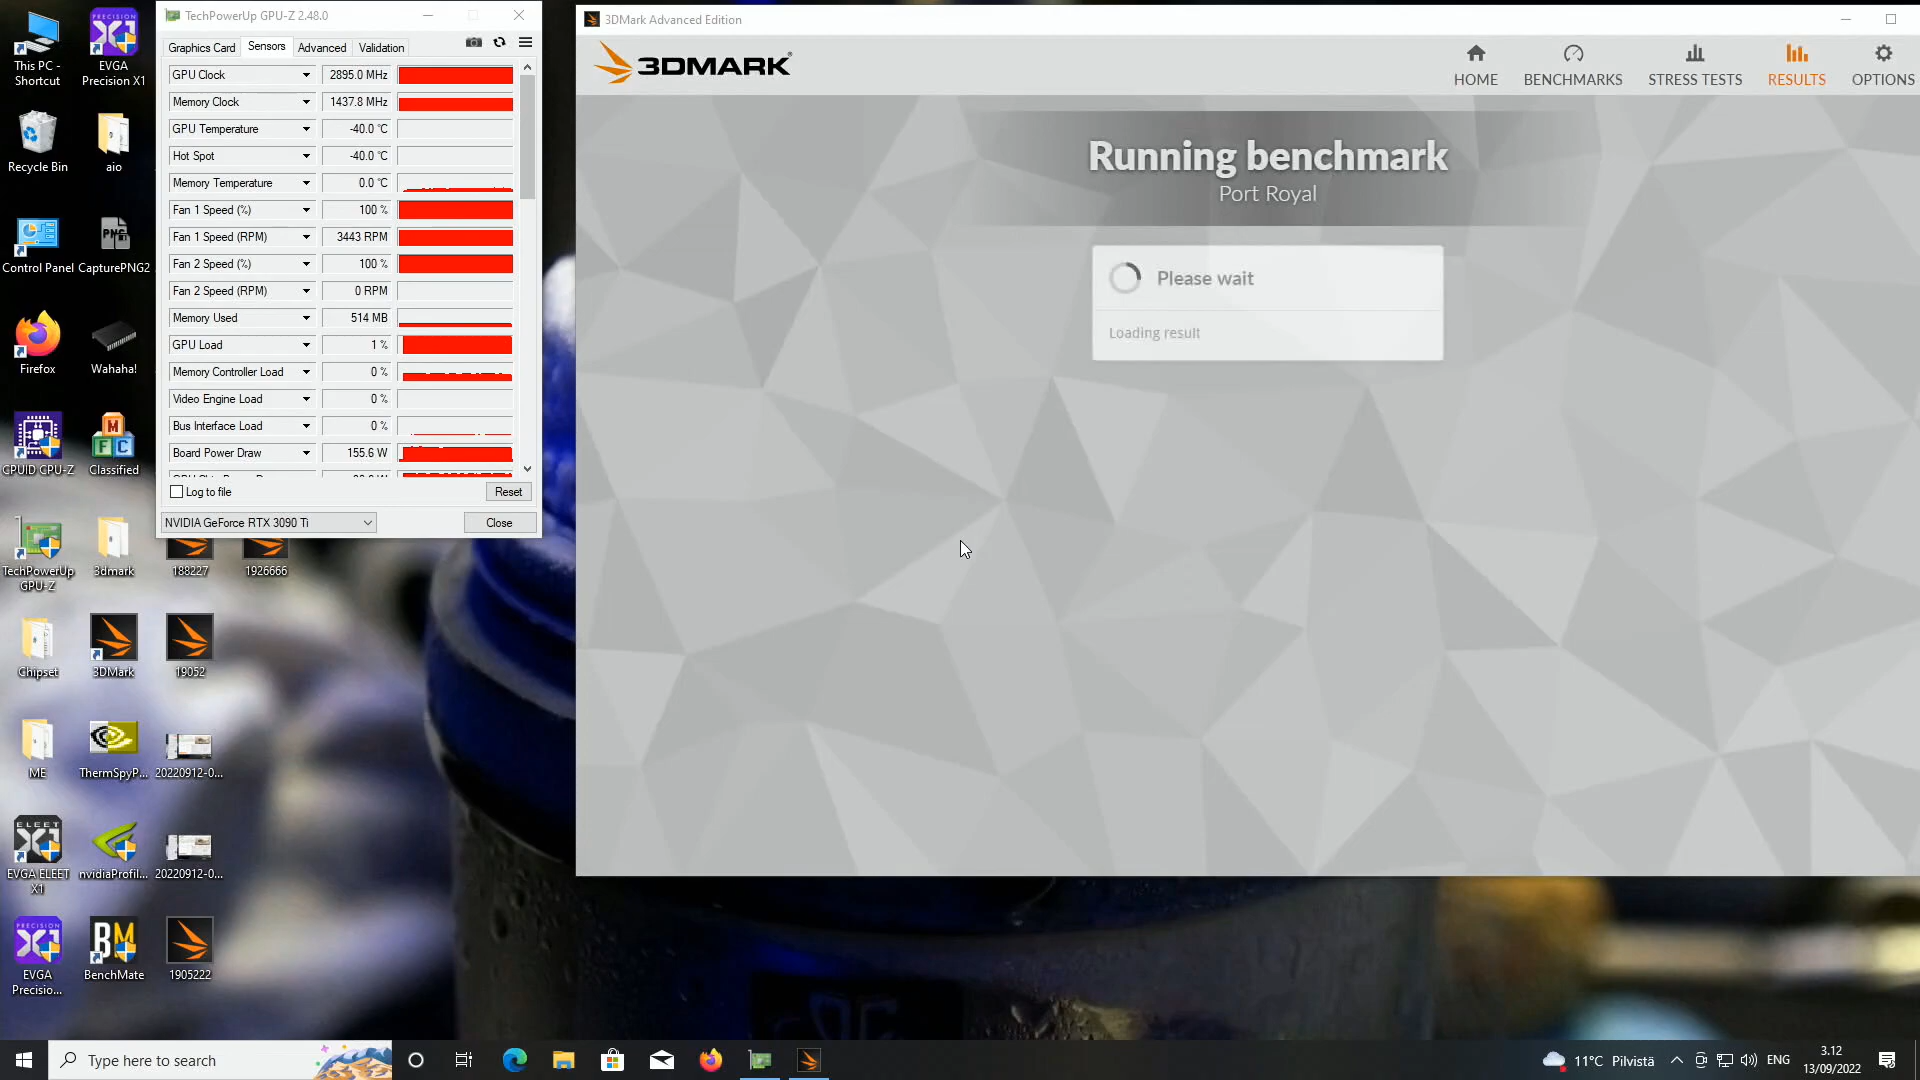 This PC - Shortcut
EVGA Precision X1
Recycle Bin
aio
Control Panel
CapturePNG2
Firefox
Wahaha!
CPUID CPU-Z
Classified
TechPowerUp GPU-Z
3dmark
188227
1926666
Chipset
3DMark
19052
ME
ThermSpyP...
20220912-0...
EVGA ELEET X1
nvidiaProfil...
20220912-0...
EVGA Precisio...
BenchMate
1905222
TechPowerUp GPU-Z 2.48.0
Graphics Card
Sensors
Advanced
Validation
GPU Clock 2895.0 MHz
Memory Clock 1437.8 MHz
GPU Temperature -40.0 °C
Hot Spot -40.0 °C
Memory Temperature 0.0 °C
Fan 1 Speed (%) 100 %
Fan 1 Speed (RPM) 3443 RPM
Fan 2 Speed (%) 100 %
Fan 2 Speed (RPM) 0 RPM
Memory Used 514 MB
GPU Load 1 %
Memory Controller Load 0 %
Video Engine Load 0 %
Bus Interface Load 0 %
Board Power Draw 155.6 W
Log to file
Reset
NVIDIA GeForce RTX 3090 Ti
Close
3DMark Advanced Edition
3DMARK
HOME
BENCHMARKS
STRESS TESTS
RESULTS
OPTIONS
Running benchmark
Port Royal
Please wait
Loading result
Type here to search
11°C Pilvistä
ENG
3.12
13/09/2022